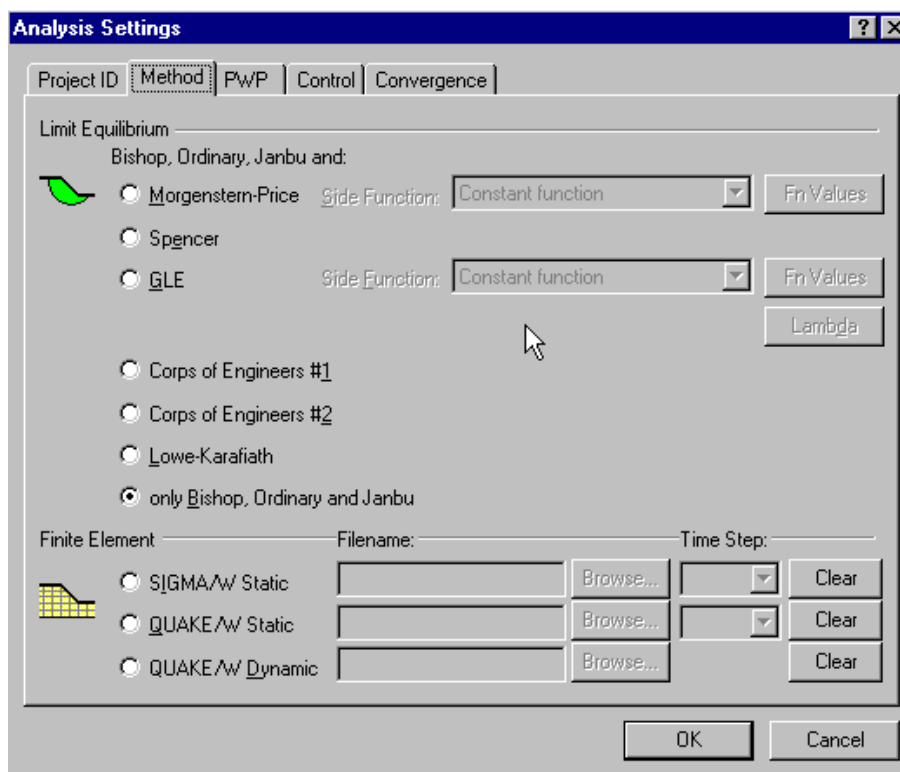 Analysis Settings
Project ID Method PWP Control Convergence
Limit Equilibrium
Bishop, Ordinary, Janbu and:
Morgenstern-Price Side Function: Constant function Fn Values
Spencer
GLE Side Function: Constant function Fn Values
Lambda
Corps of Engineers #1
Corps of Engineers #2
Lowe-Karafiath
only Bishop, Ordinary and Janbu
Finite Element Filename: Time Step:
SIGMA/W Static Browse... Clear
QUAKE/W Static Browse... Clear
QUAKE/W Dynamic Browse... Clear
OK Cancel